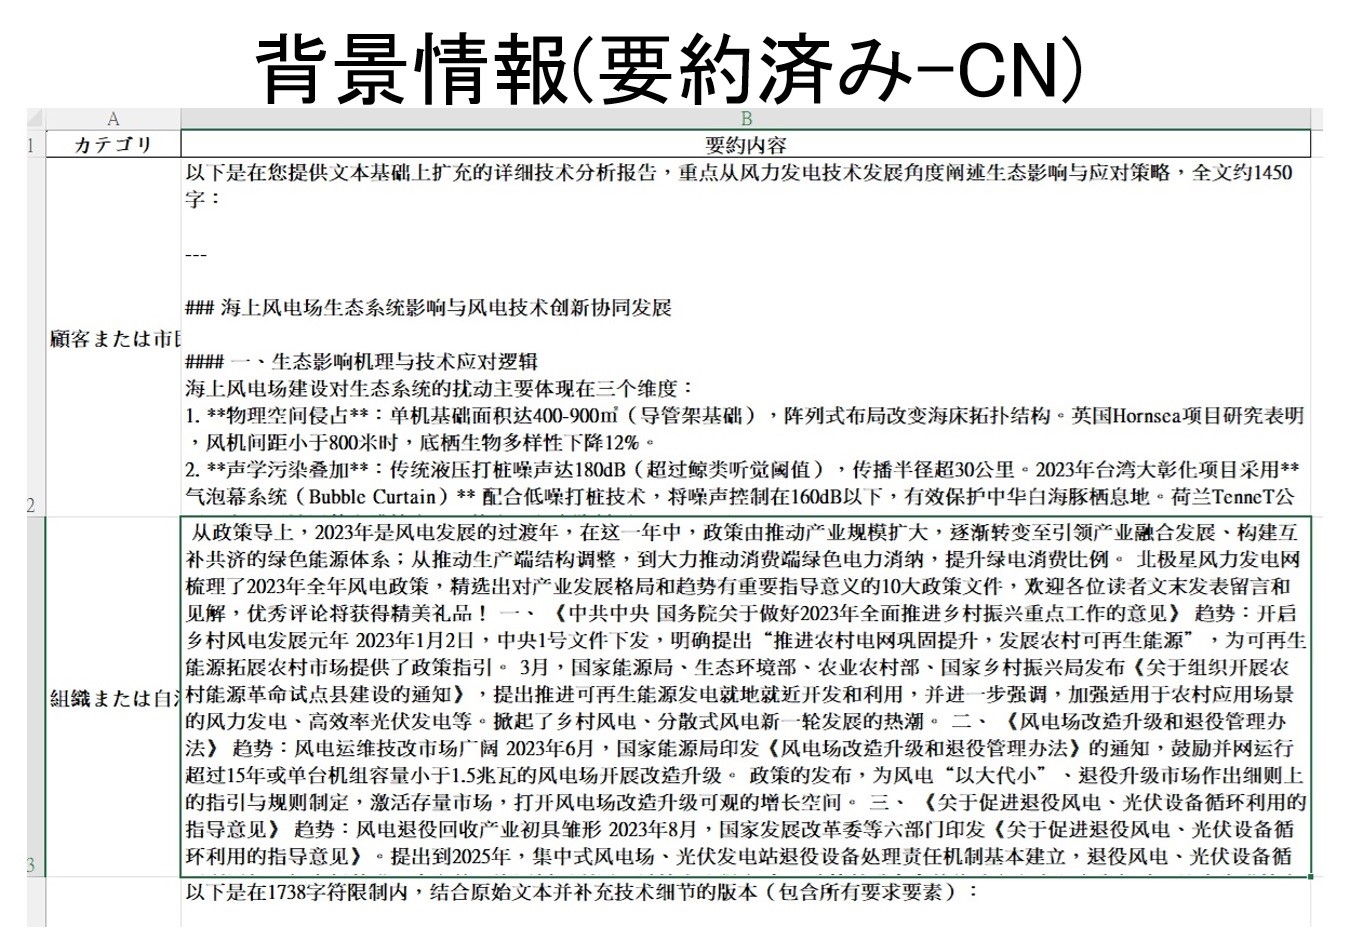 背景情報(要約済み-CN)
A
B
1
カテゴリ
要約内容
以下是在您提供文本基础上扩充的详细技术分析报告，重点从风力发电技术发展角度阐述生态影响与应对策略，全文约1450
字：
---
### 海上风电场生态系统影响与风电技术创新协同发展
顧客または市
#### 一、生态影响机理与技术应对逻辑
海上风电场建设对生态系统的扰动主要体现在三个维度：
1. **物理空间侵占**：单机基础面积达400-900㎡（导管架基础），阵列式布局改变海床拓扑结构。英国Hornsea项目研究表明
，风机间距小于800米时，底栖生物多样性下降12%。
2. **声学污染叠加**：传统液压打桩噪声达180dB（超过鲸类听觉阈值），传播半径超30公里。2023年台湾大彰化项目采用**
气泡幕系统（Bubble Curtain）** 配合低噪打桩技术，将噪声控制在160dB以下，有效保护中华白海豚栖息地。荷兰TenneT公
2
从政策导上，2023年是风电发展的过渡年，在这一年中，政策由推动产业规模扩大，逐渐转变至引领产业融合发展、构建互
补共济的绿色能源体系；从推动生产端结构调整，到大力推动消费端绿色电力消纳，提升绿电消费比例。 北极星风力发电网
梳理了2023年全年风电政策，精选出对产业发展格局和趋势有重要指导意义的10大政策文件，欢迎各位读者文末发表留言和
见解，优秀评论将获得精美礼品！ 一、 《中共中央 国务院关于做好2023年全面推进乡村振兴重点工作的意见》 趋势：开启
乡村风电发展元年 2023年1月2日，中央1号文件下发，明确提出“推进农村电网巩固提升，发展农村可再生能源”，为可再生
能源拓展农村市场提供了政策指引。 3月，国家能源局、生态环境部、农业农村部、国家乡村振兴局发布《关于组织开展农
組織または自
村能源革命试点县建设的通知》，提出推进可再生能源发电就地就近开发和利用，并进一步强调，加强适用于农村应用场景
的风力发电、高效率光伏发电等。掀起了乡村风电、分散式风电新一轮发展的热潮。 二、 《风电场改造升级和退役管理办
法》 趋势：风电运维技改市场广阔 2023年6月，国家能源局印发《风电场改造升级和退役管理办法》的通知，鼓励并网运行
超过15年或单台机组容量小于1.5兆瓦的风电场开展改造升级。 政策的发布，为风电“以大代小”、退役升级市场作出细则上
的指引与规则制定，激活存量市场，打开风电场改造升级可观的增长空间。 三、 《关于促进退役风电、光伏设备循环利用的
指导意见》 趋势：风电退役回收产业初具雏形 2023年8月，国家发展改革委等六部门印发《关于促进退役风电、光伏设备循
环利用的指导意见》。提出到2025年，集中式风电场、光伏发电站退役设备处理责任机制基本建立，退役风电、光伏设备循
3
以下是在1738字符限制内，结合原始文本并补充技术细节的版本（包含所有要求要素）：